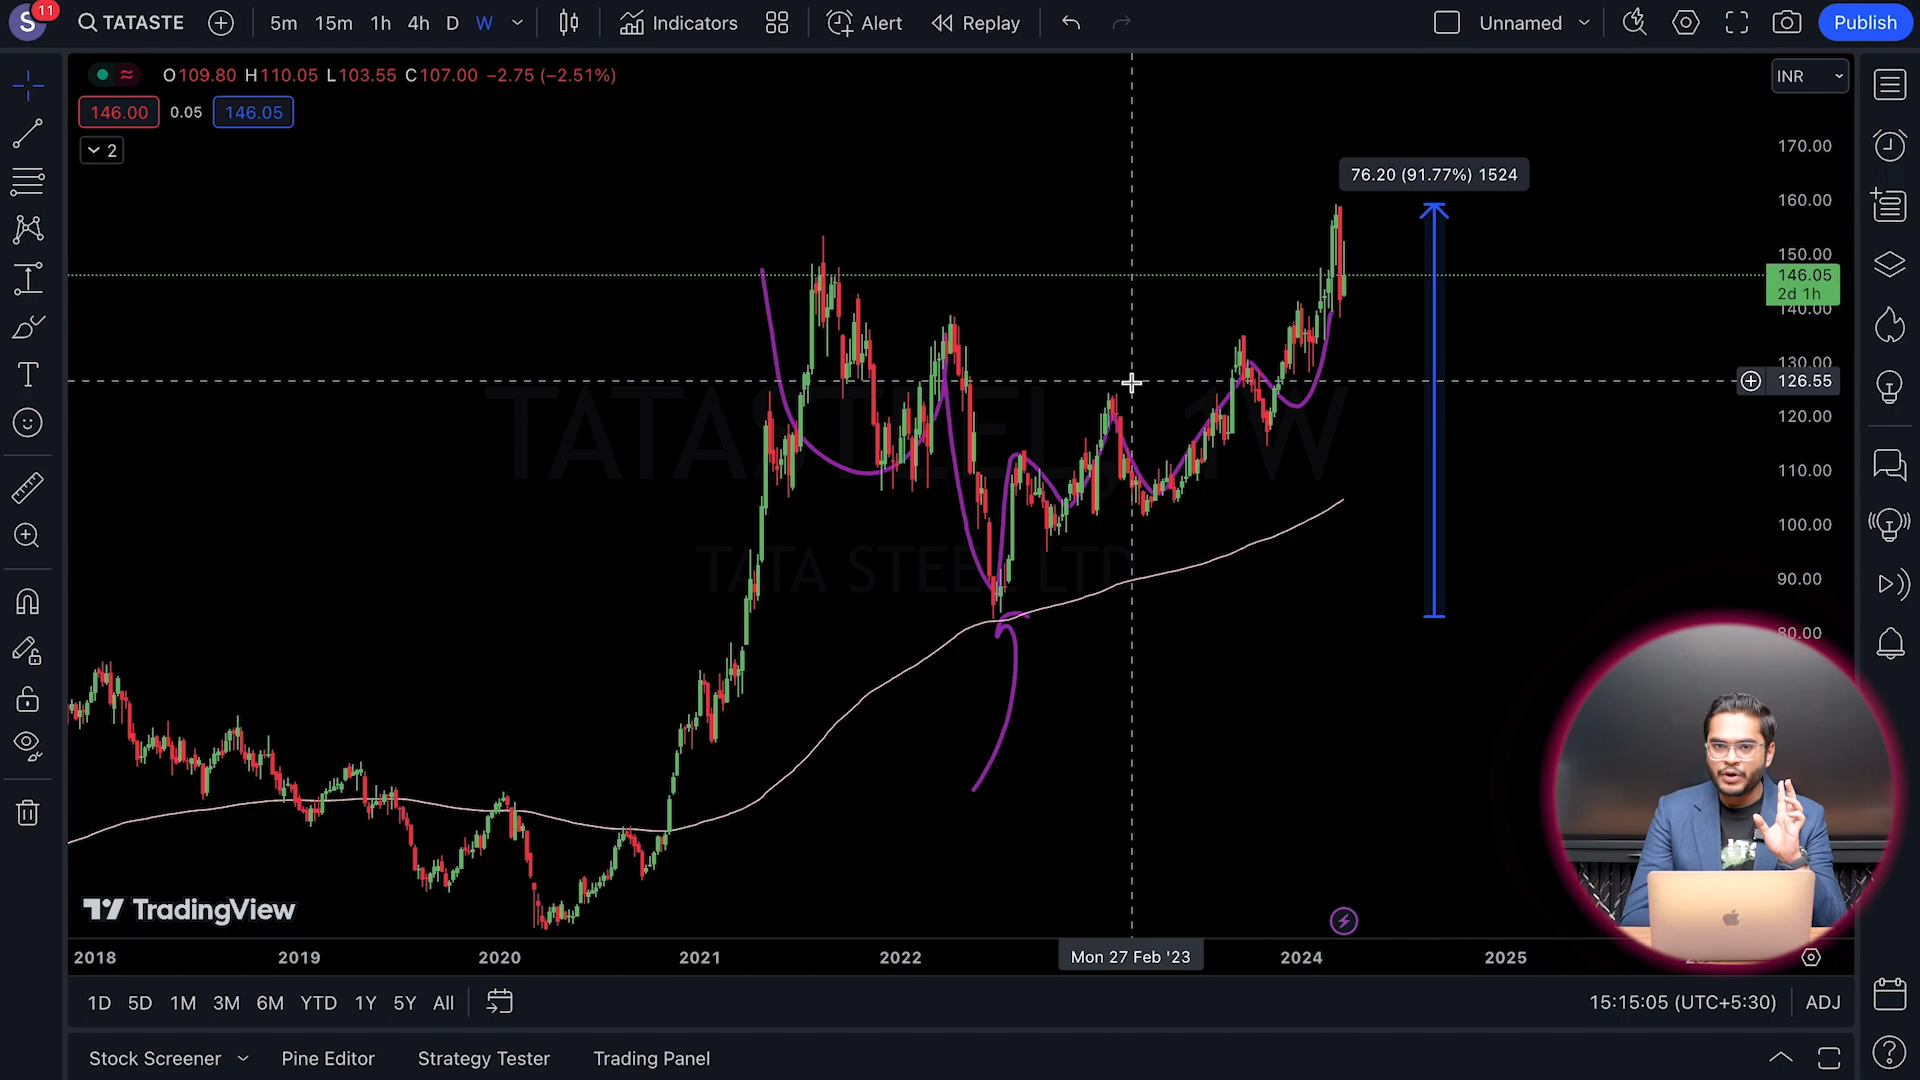 S 11 TATASTE 5m 15m 1h 4h D W Indicators Alert Replay Unnamed Publish
O109.80 H110.05 L103.55 C107.00 −2.75 (−2.51%) INR
146.00 0.05 146.05
2
170.00
76.20 (91.77%) 1524
160.00
150.00
146.05
2d 1h
140.00
130.00
126.55
120.00
110.00
100.00
90.00
80.00
TATASTEEL, 1W
TATA STEEL LTD
TradingView
2018 2019 2020 2021 2022 Mon 27 Feb '23 2024 2025
1D 5D 1M 3M 6M YTD 1Y 5Y All 15:15:05 (UTC+5:30) ADJ
Stock Screener Pine Editor Strategy Tester Trading Panel